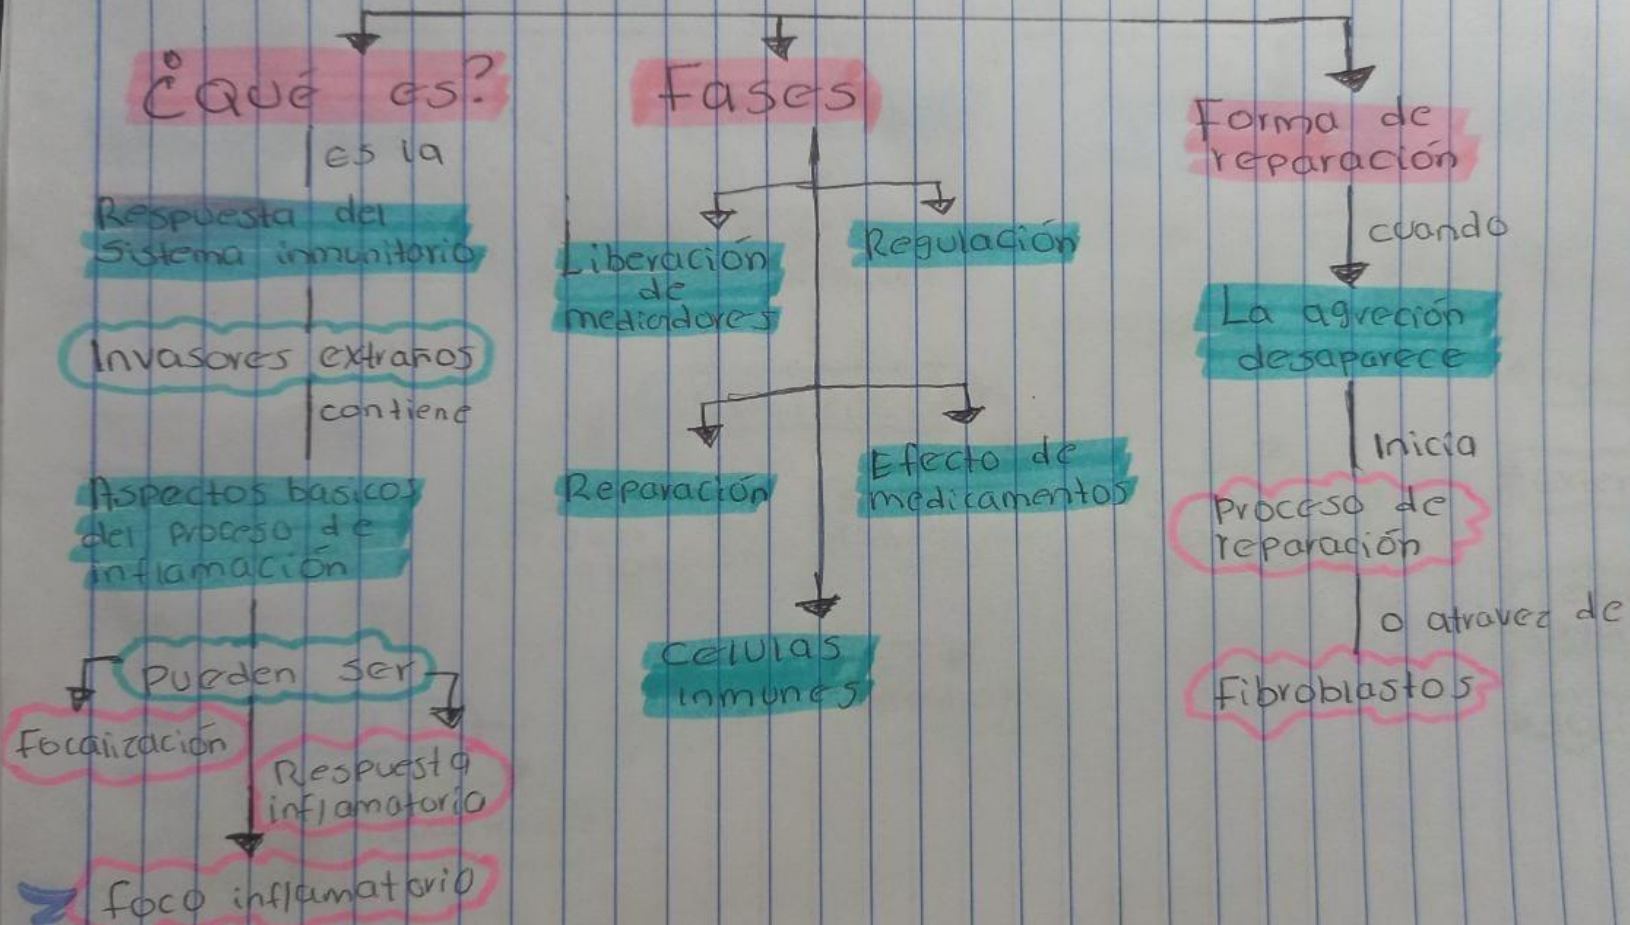 ¿Qué es?
es la
Respuesta del
Sistema inmunitorio
Invasores extraños
contiene
Aspectos basicos
del proceso de
inflamación
Pueden ser
Focalización
Respuesta
inflamatoria
foco inflamatorio
Fases
Liberación
de
mediadores
Regulación
Reparación
Efecto de
medicamentos
Celulas
inmunes
Forma de
reparación
cuando
La agreción
desaparece
Inicia
Proceso de
reparación
o atravez de
Fibroblastos